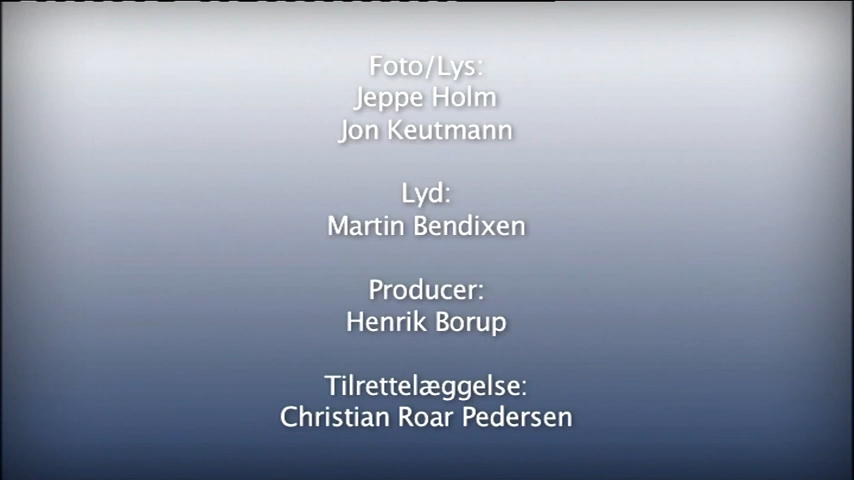 Foto/Lys:
Jeppe Holm
Jon Keutmann
Lyd:
Martin Bendixen
Producer:
Henrik Borup
Tilrettelæggelse:
Christian Roar Pedersen